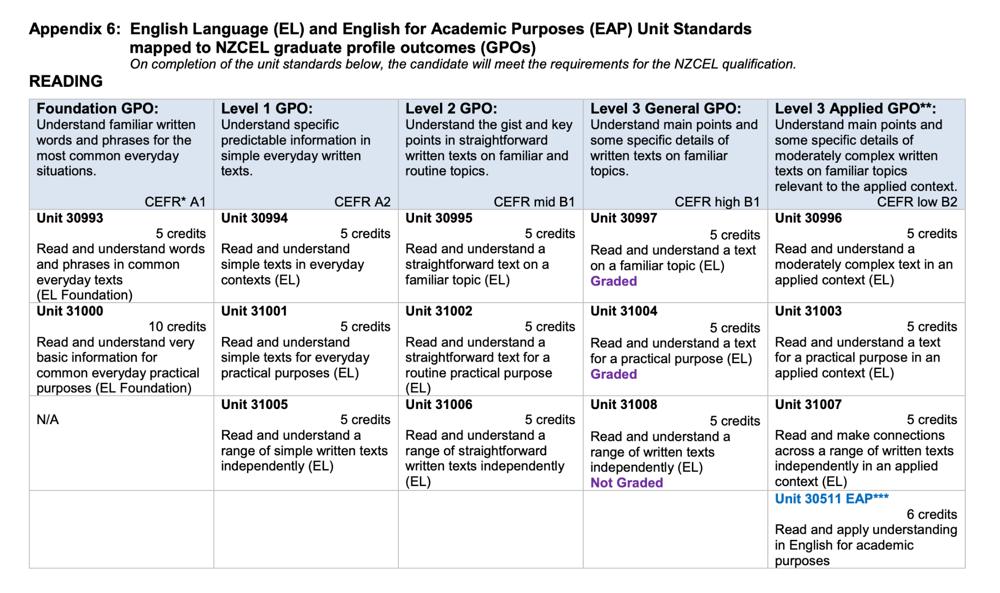 Appendix 6: English Language (EL) and English for Academic Purposes (EAP) Unit Standards
mapped to NZCEL graduate profile outcomes (GPOs)
On completion of the unit standards below, the candidate will meet the requirements for the NZCEL qualification.
READING
Foundation GPO:
Understand familiar written
words and phrases for the
most common everyday
situations.
CEFR* A1
Level 1 GPO:
Understand specific
predictable information in
simple everyday written
texts.
CEFR A2
Level 2 GPO:
Understand the gist and key
points in straightforward
written texts on familiar and
routine topics.
CEFR mid B1
Level 3 General GPO:
Understand main points and
some specific details of
written texts on familiar
topics.
CEFR high B1
Level 3 Applied GPO**:
Understand main points and
some specific details of
moderately complex written
texts on familiar topics
relevant to the applied context.
CEFR low B2
Unit 30993
5 credits
Read and understand words
and phrases in common
everyday texts
(EL Foundation)
Unit 30994
5 credits
Read and understand
simple texts in everyday
contexts (EL)
Unit 30995
5 credits
Read and understand a
straightforward text on a
familiar topic (EL)
Unit 30997
5 credits
Read and understand a text
on a familiar topic (EL)
Graded
Unit 30996
5 credits
Read and understand a
moderately complex text in an
applied context (EL)
Unit 31000
10 credits
Read and understand very
basic information for
common everyday practical
purposes (EL Foundation)
Unit 31001
5 credits
Read and understand
simple texts for everyday
practical purposes (EL)
Unit 31002
5 credits
Read and understand a
straightforward text for a
routine practical purpose
(EL)
Unit 31004
5 credits
Read and understand a text
for a practical purpose (EL)
Graded
Unit 31003
5 credits
Read and understand a text
for a practical purpose in an
applied context (EL)
N/A
Unit 31005
5 credits
Read and understand a
range of simple written texts
independently (EL)
Unit 31006
5 credits
Read and understand a
range of straightforward
written texts independently
(EL)
Unit 31008
5 credits
Read and understand a
range of written texts
independently (EL)
Not Graded
Unit 31007
5 credits
Read and make connections
across a range of written texts
independently in an applied
context (EL)
Unit 30511 EAP***
6 credits
Read and apply understanding
in English for academic
purposes